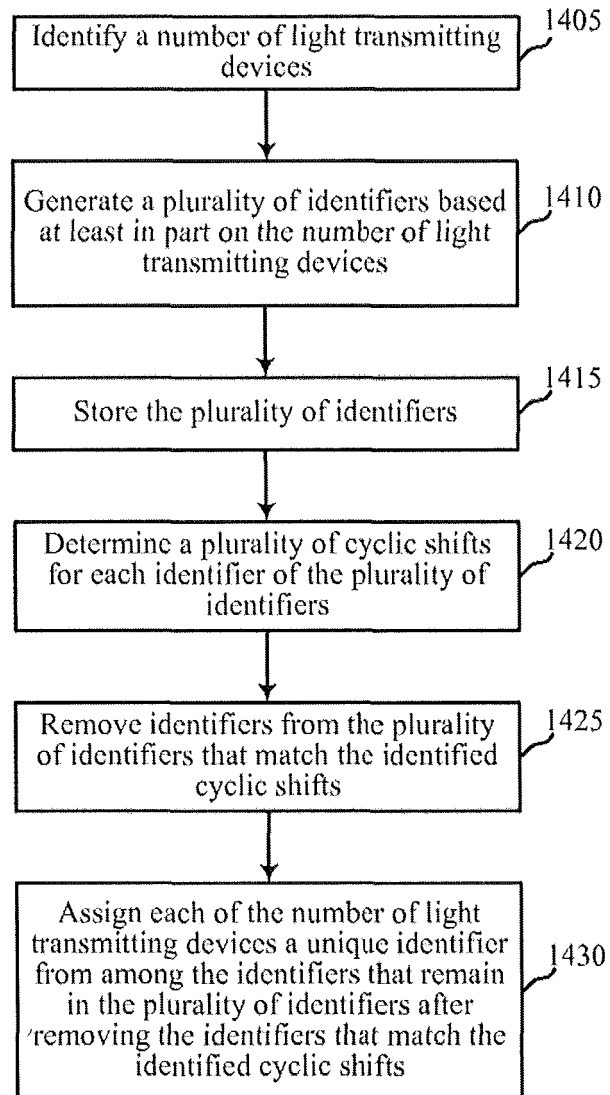 Identify a number of light transmitting
devices
1405
Generate a plurality of identifiers based
at least in part on the number of light
transmitting devices
1410
Store the plurality of identifiers
1415
Determine a plurality of cyclic shifts
for each identifier of the plurality of
identifiers
1420
Remove identifiers from the plurality
of identifiers that match the identified
cyclic shifts
1425
Assign each of the number of light
transmitting devices a unique identifier
from among the identifiers that remain
in the plurality of identifiers after
removing the identifiers that match the
identified cyclic shifts
1430